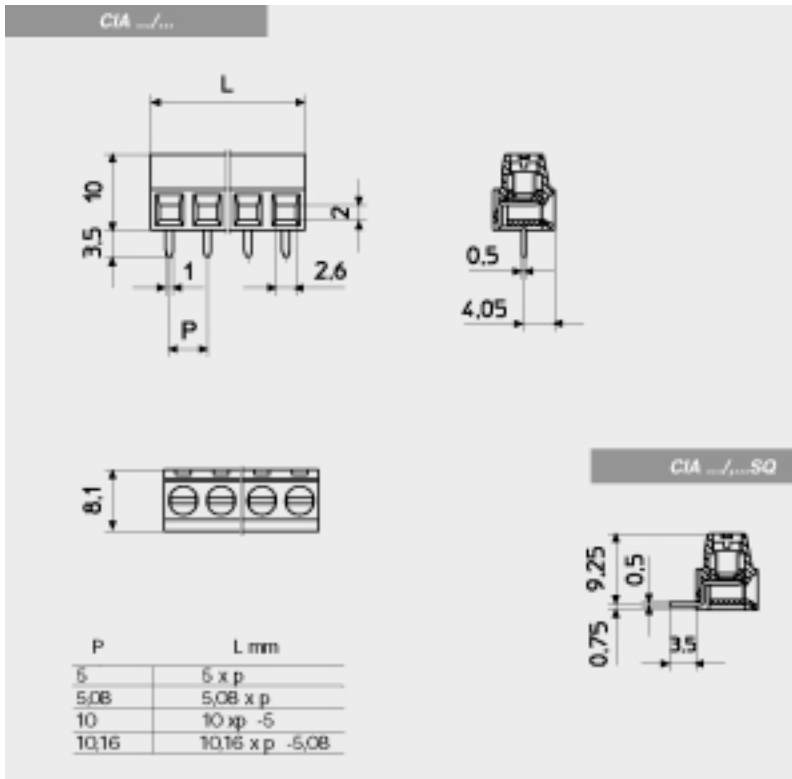 CIA .../...
L
10
3,5
2
1
2,6
P
0,5
4,05
8,1
CIA .../,...SQ
9,25
0,5
0,75
3,5
P L mm
5 5 x p
5,08 5,08 x p
10 10 xp -5
10,16 10,16 x p -5,08